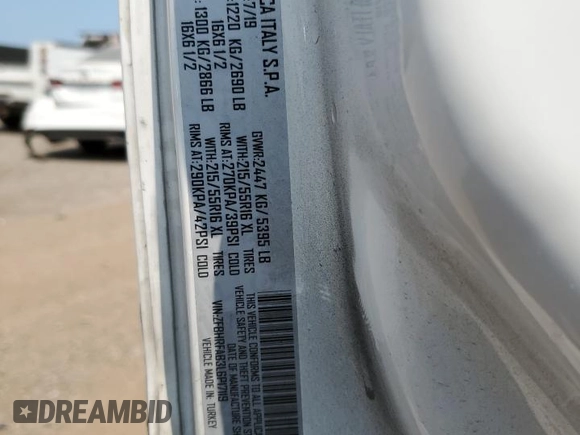 CA ITALY S.P.A.
7/19
GVWR:2447 KG/5395 LB
1220 KG/2690 LB
WITH:215/55R16 XL TIRES
16X6 1/2
RIMS AT:270KPA/39PSI COLD
1300 KG/2866 LB
WITH:215/55R16 XL TIRES
16X6 1/2
RIMS AT:290KPA/42PSI COLD
THIS VEHICLE CONFORMS TO ALL APPLI
VEHICLE SAFETY AND THEFT PREVENTION S
DATE OF MANUFACTURE SH
VEHICLE MADE IN: TURKEY
DREAMBID